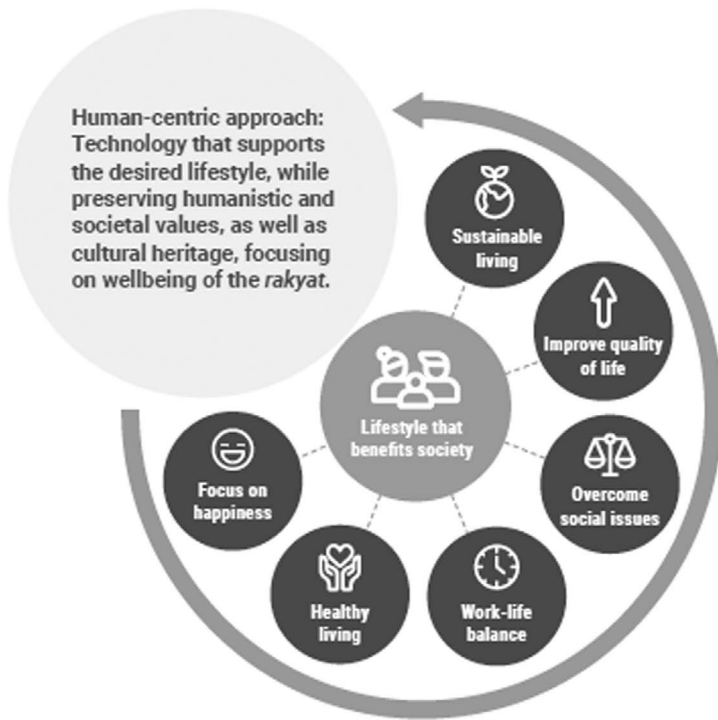 Human-centric approach:
Technology that supports
the desired lifestyle, while
preserving humanistic and
societal values, as well as
cultural heritage, focusing
on wellbeing of the rakyat.
Sustainable
living
Improve quality
of life
Overcome
social issues
Work-life
balance
Healthy
living
Focus on
happiness
Lifestyle that
benefits society